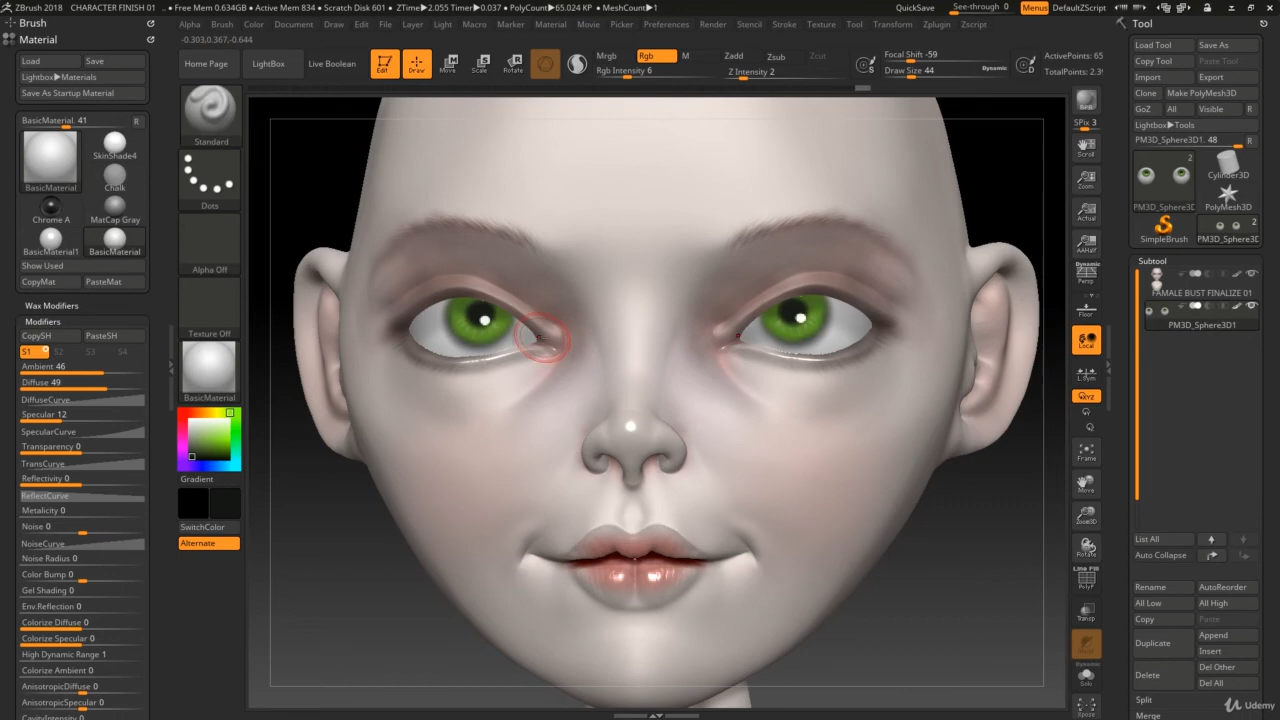 ZBrush 2018 CHARACTER FINISH 01 .. • Free Mem 0.634GB • Active Mem 834 • Scratch Disk 601 • ZTime▶2.055 Timer▶0.037 • PolyCount▶65.024 KP • MeshCount▶1 QuickSave See-through 0 Menus DefaultZScript
Brush
Alpha Brush Color Document Draw Edit File Layer Light Macro Marker Material Movie Picker Preferences Render Stencil Stroke Texture Tool Transform Zplugin Zscript
Material
-0.303,0.367,-0.644
Load Save
Lightbox▶Materials
Save As Startup Material
BasicMaterial. 41 R
BasicMaterial
SkinShade4
Chalk
Chrome A
MatCap Gray
BasicMaterial1
BasicMaterial
Show Used
CopyMat PasteMat
Wax Modifiers
Modifiers
CopySH PasteSH
S1 S2 S3 S4
Ambient 46
Diffuse 49
DiffuseCurve
Specular 12
SpecularCurve
Transparency 0
TransCurve
Reflectivity 0
ReflectCurve
Metalicity 0
Noise 0
NoiseCurve
Noise Radius 0
Color Bump 0
Gel Shading 0
Env.Reflection 0
Colorize Diffuse 0
Colorize Specular 0
High Dynamic Range 1
Colorize Ambient 0
AnisotropicDiffuse 0
AnisotropicSpecular 0
CavityIntensity 0
Home Page LightBox Live Boolean
Edit Draw Move Scale Rotate
Mrgb Rgb M
Rgb Intensity 6
Zadd Zsub Zcut
Z Intensity 2
Focal Shift -59
Draw Size 44 Dynamic
S
D
ActivePoints: 65
TotalPoints: 2.39
Standard
Dots
Alpha Off
Texture Off
BasicMaterial
Gradient
SwitchColor
Alternate
BPR
SPix 3
Scroll
Zoom
Actual
AAHalf
Dynamic
Persp
Floor
Local
L.Sym
XYZ
Frame
Move
Zoom3D
Rotate
Line Fill
PolyF
Transp
Dynamic
Solo
Xpose
Tool
Load Tool Save As
Copy Tool Paste Tool
Import Export
Clone Make PolyMesh3D
GoZ All Visible R
Lightbox▶Tools
PM3D_Sphere3D1. 48 R
2
PM3D_Sphere3D
Cylinder3D
PolyMesh3D
SimpleBrush
2
PM3D_Sphere3D
Subtool
FAMALE BUST FINALIZE 01
PM3D_Sphere3D1
List All
Auto Collapse
Rename AutoReorder
All Low All High
Copy Paste
Duplicate Append
Insert
Delete Del Other
Del All
Split
Merge
Udemy